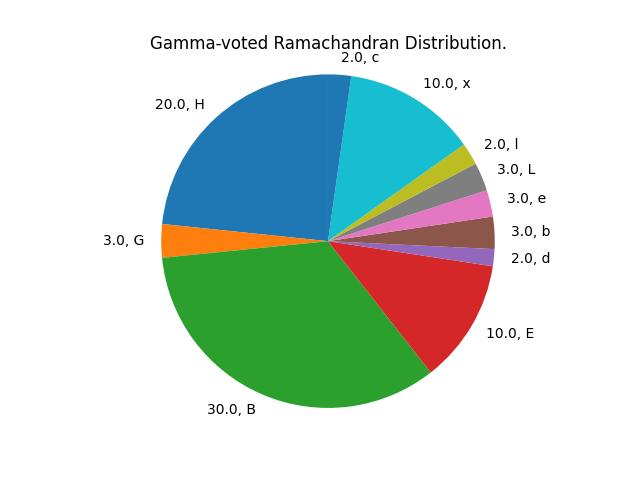 Gamma-voted Ramachandran Distribution.
2.0, c
10.0, x
20.0, H
2.0, l
3.0, L
3.0, e
3.0, b
3.0, G
2.0, d
10.0, E
30.0, B